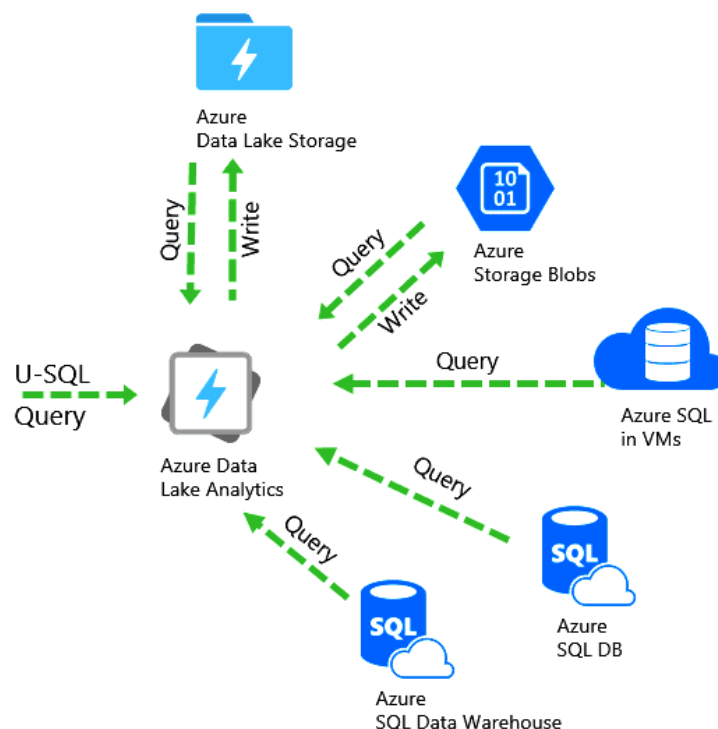 Azure
Data Lake Storage
Query
Write
10
01
Azure
Storage Blobs
Query
Write
Query
Azure SQL
in VMs
U-SQL
Query
Azure Data
Lake Analytics
Query
SQL
Azure
SQL DB
Query
SQL
Azure
SQL Data Warehouse